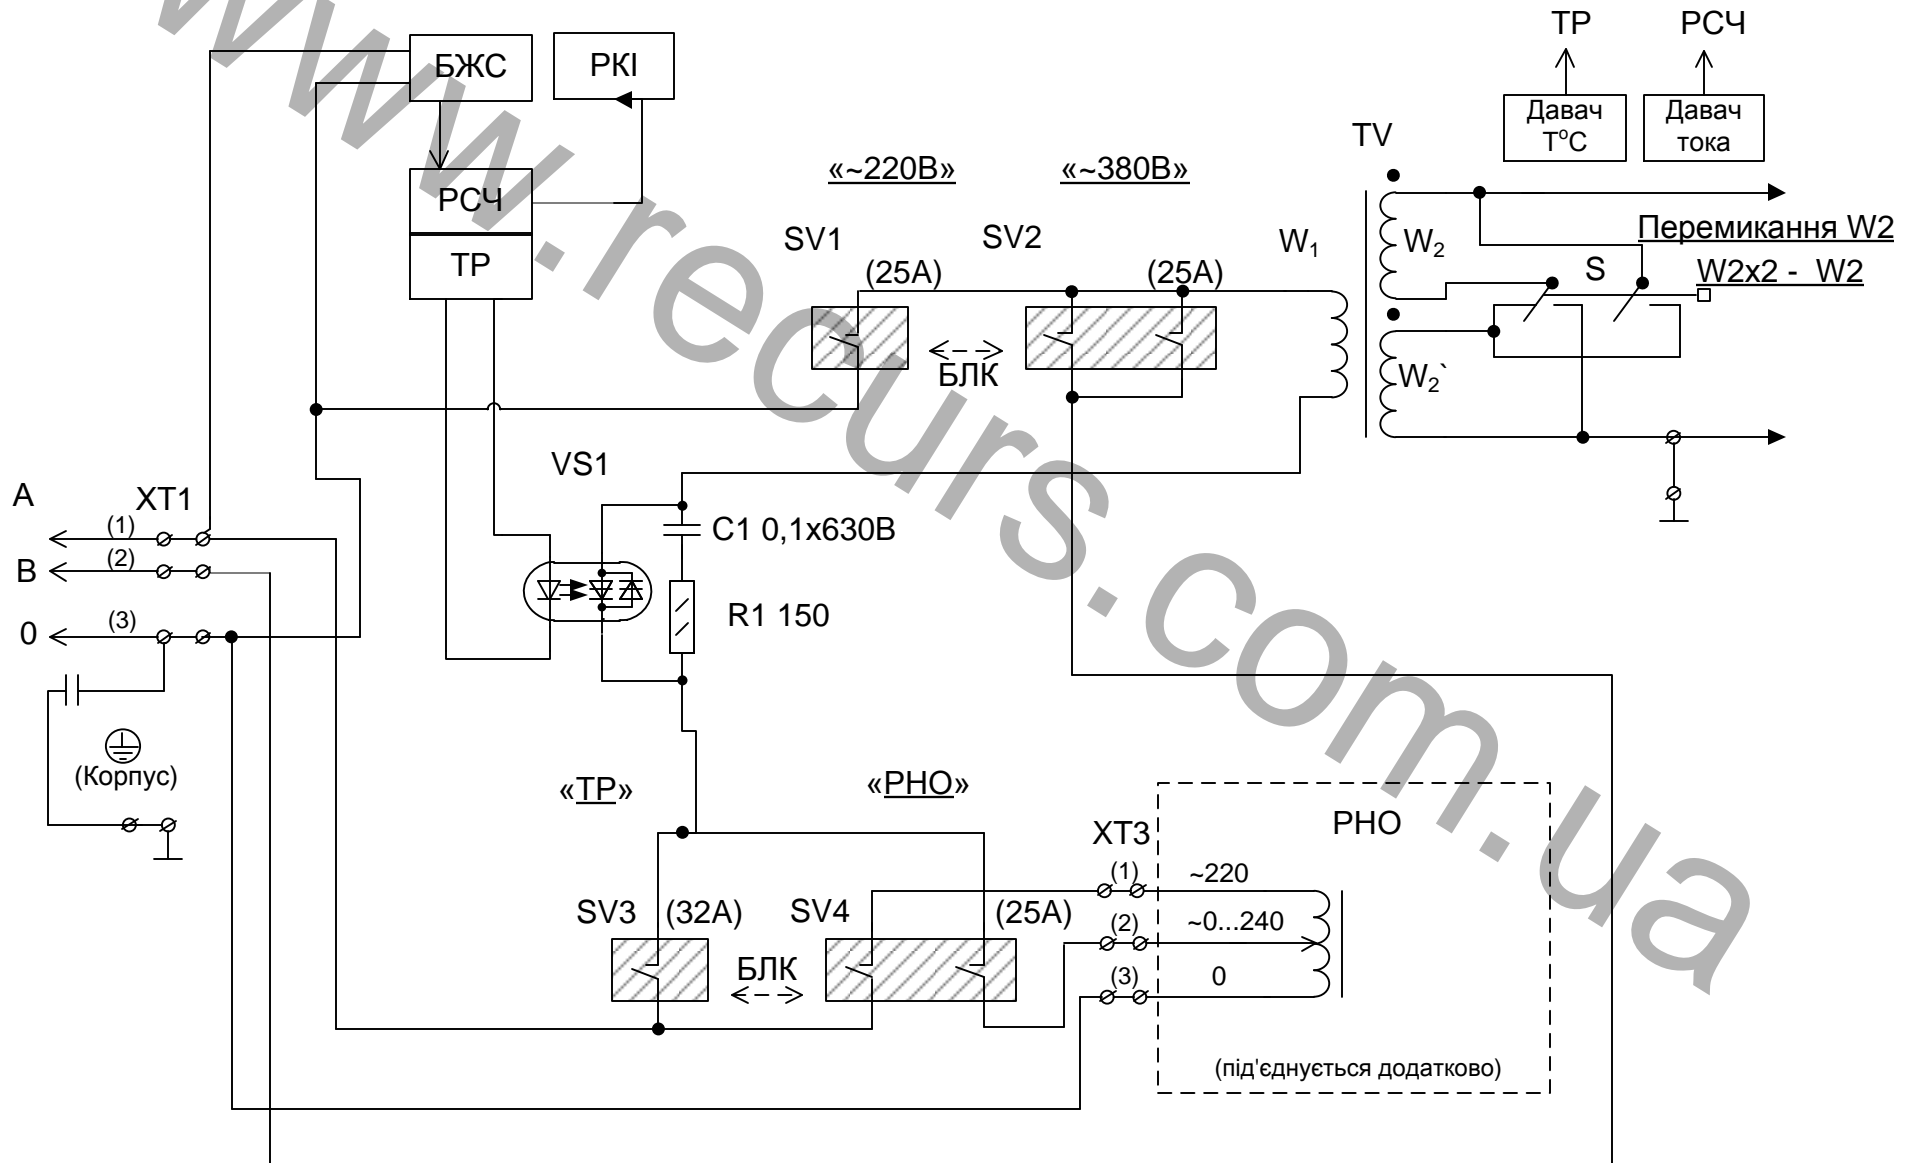 www.recurs.com.ua
БЖС
РКІ
РСЧ
ТР
ТР
РСЧ
Давач
Т°С
Давач
тока
«~220В»
«~380В»
TV
SV1
(25А)
SV2
(25А)
W₁
W₂
S
Перемикання W2
W2x2 - W2
БЛК
W₂`
VS1
A
XT1
(1)
B
(2)
0
(3)
C1 0,1x630В
R1 150
(Корпус)
«ТР»
«РНО»
XT3
РНО
(1)
~220
SV3
(32А)
SV4
(25А)
(2)
~0...240
БЛК
(3)
0
(під'єднується додатково)